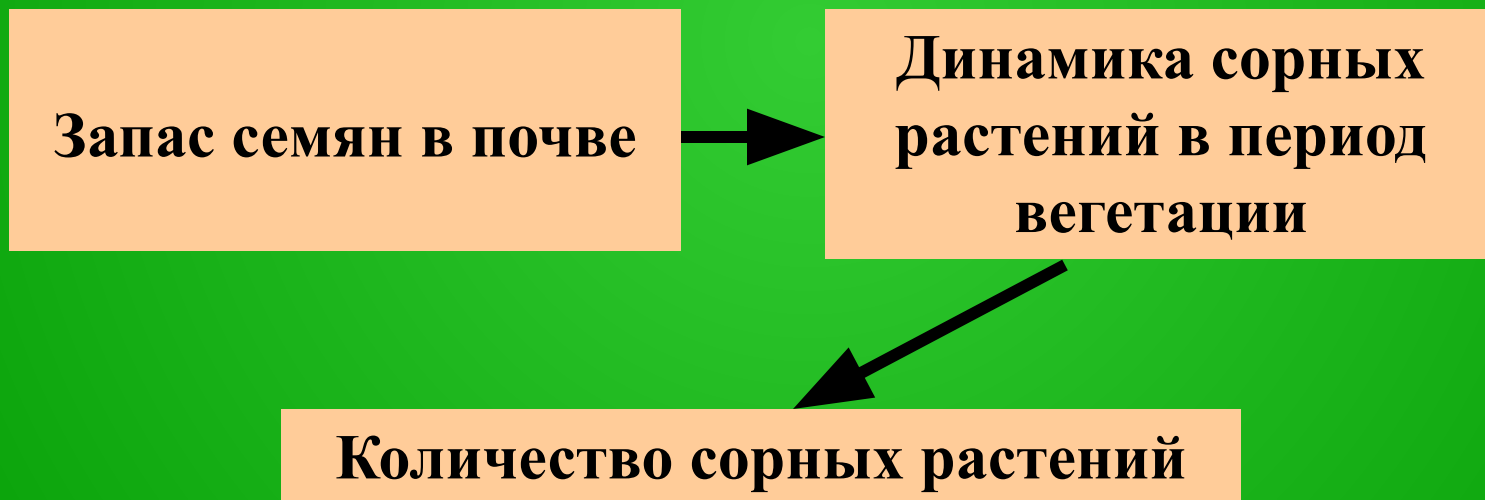 Запас семян в почве
Динамика сорных
растений в период
вегетации
Количество сорных растений